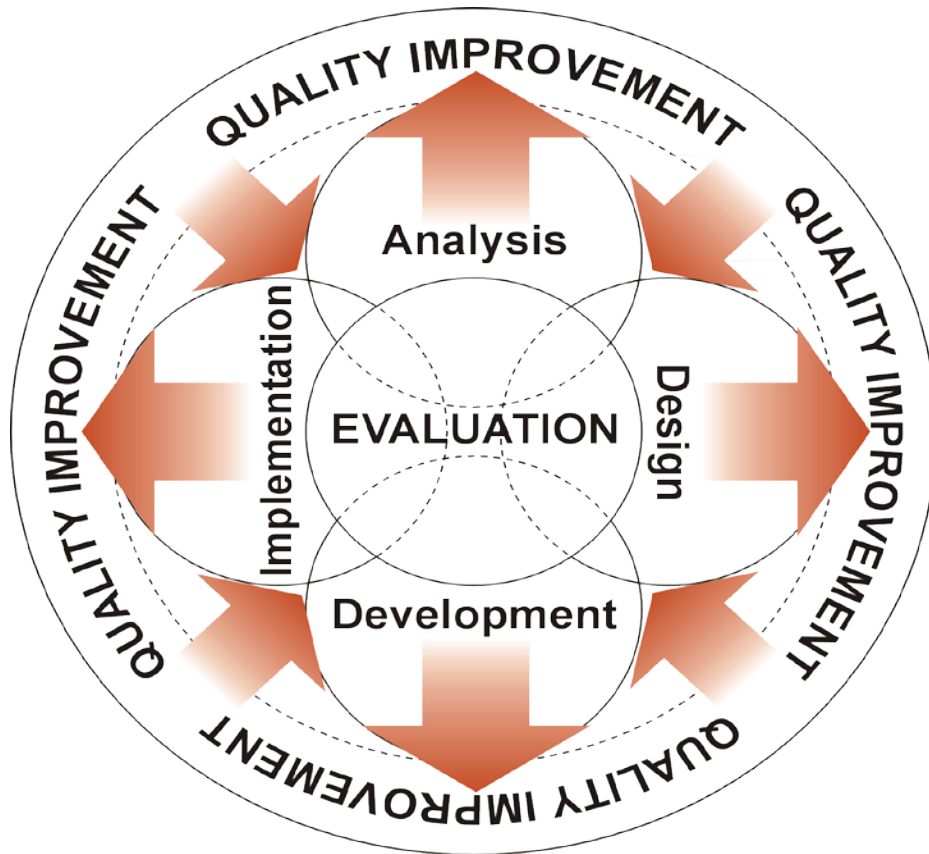 QUALITY IMPROVEMENT
QUALITY IMPROVEMENT
QUALITY IMPROVEMENT
QUALITY IMPROVEMENT
Analysis
Implementation
EVALUATION
Design
Development